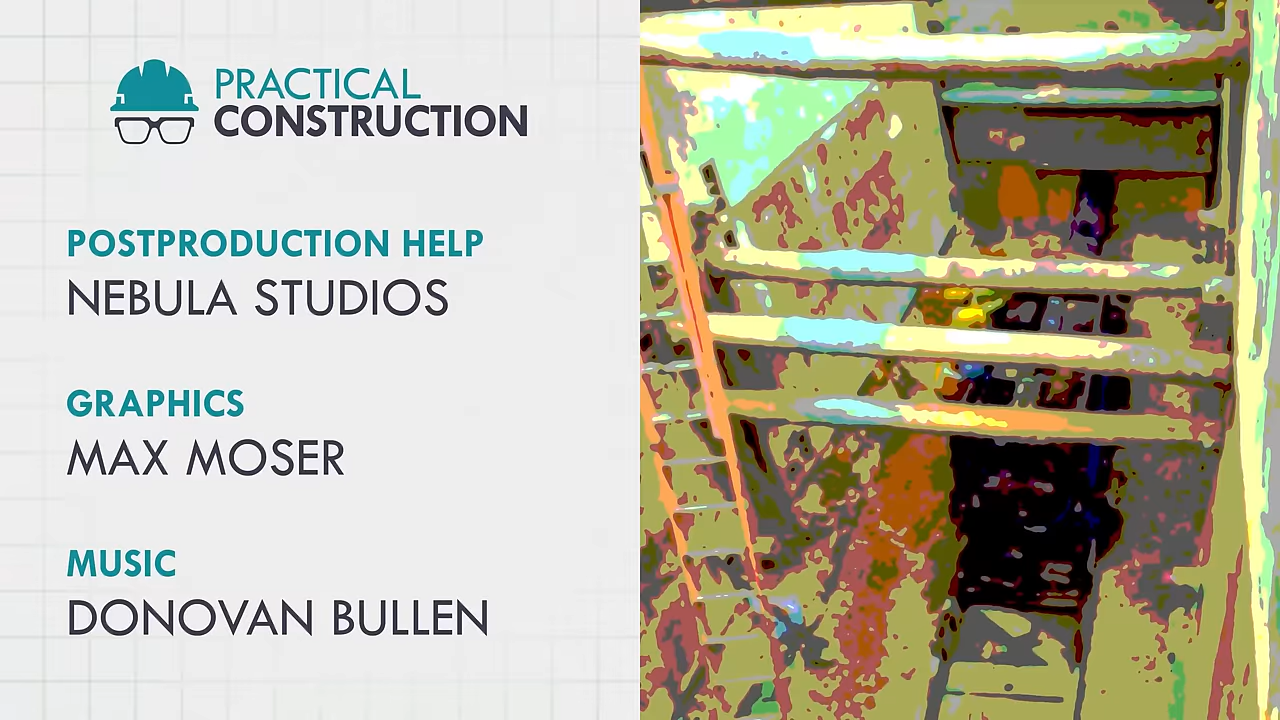 PRACTICAL
CONSTRUCTION
POSTPRODUCTION HELP
NEBULA STUDIOS
GRAPHICS
MAX MOSER
MUSIC
DONOVAN BULLEN